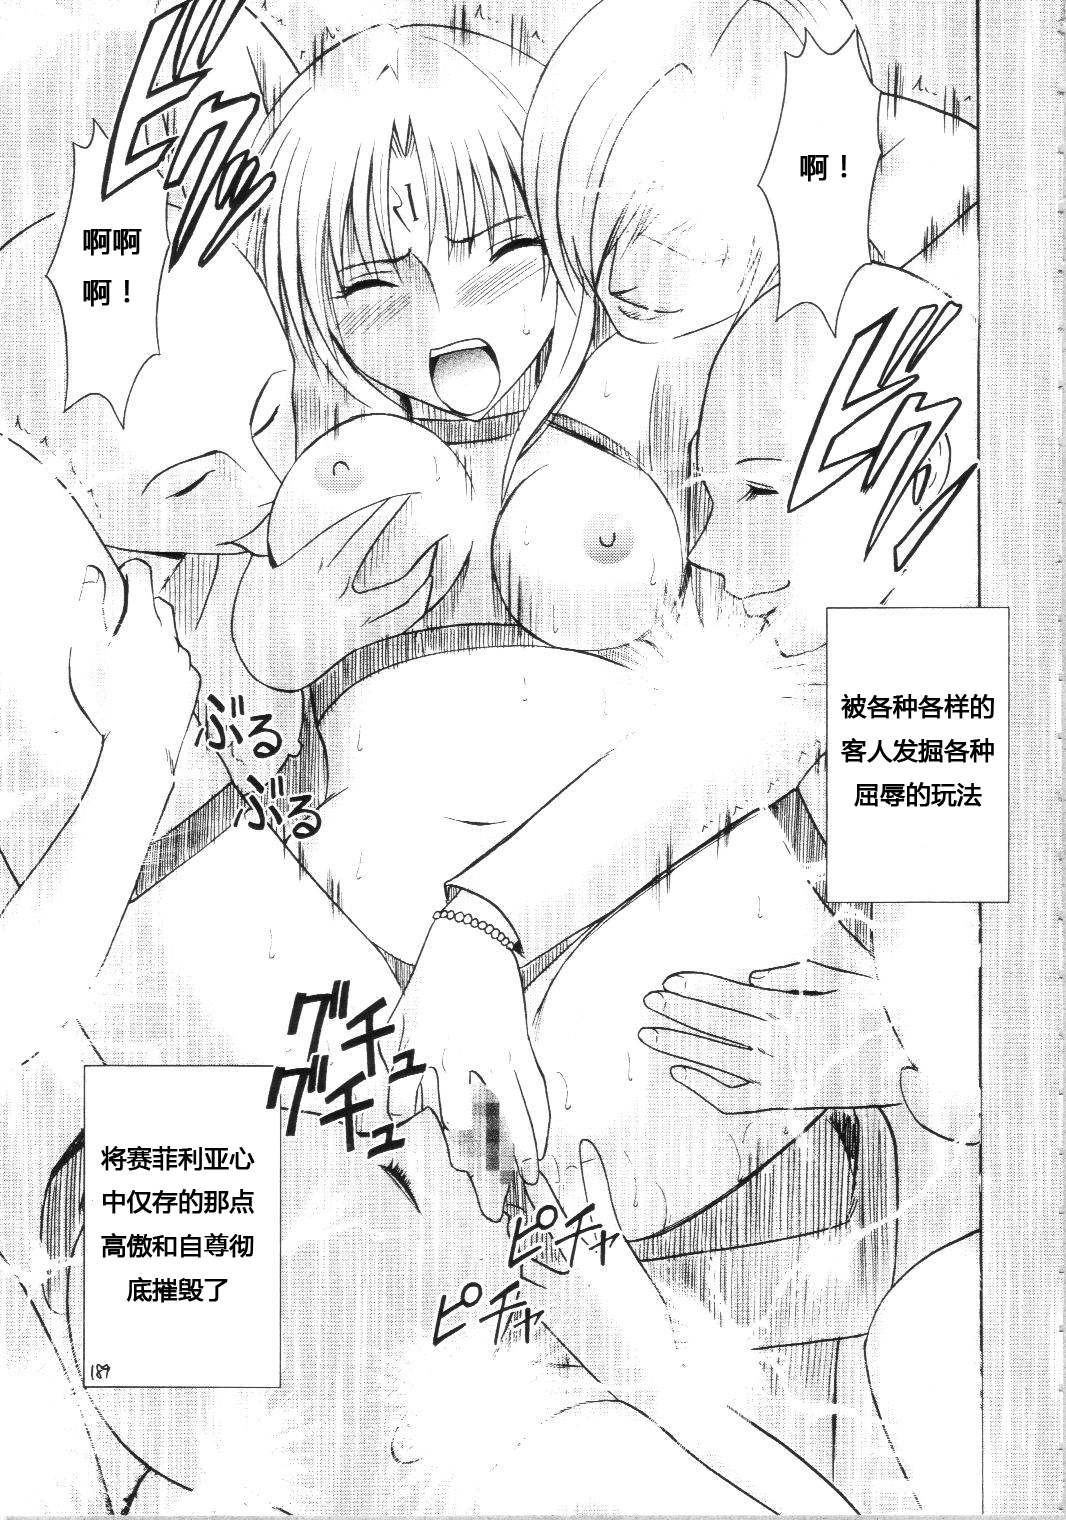 ビクッ
啊！
啊啊
啊！
ビクッ
ぶる
ぶる
被各种各样的
客人发掘各种
屈辱的玩法
グチュ
グチュ
将赛菲利亚心
中仅存的那点
高傲和自尊彻
底摧毁了
ピチャ
ピチャ
189